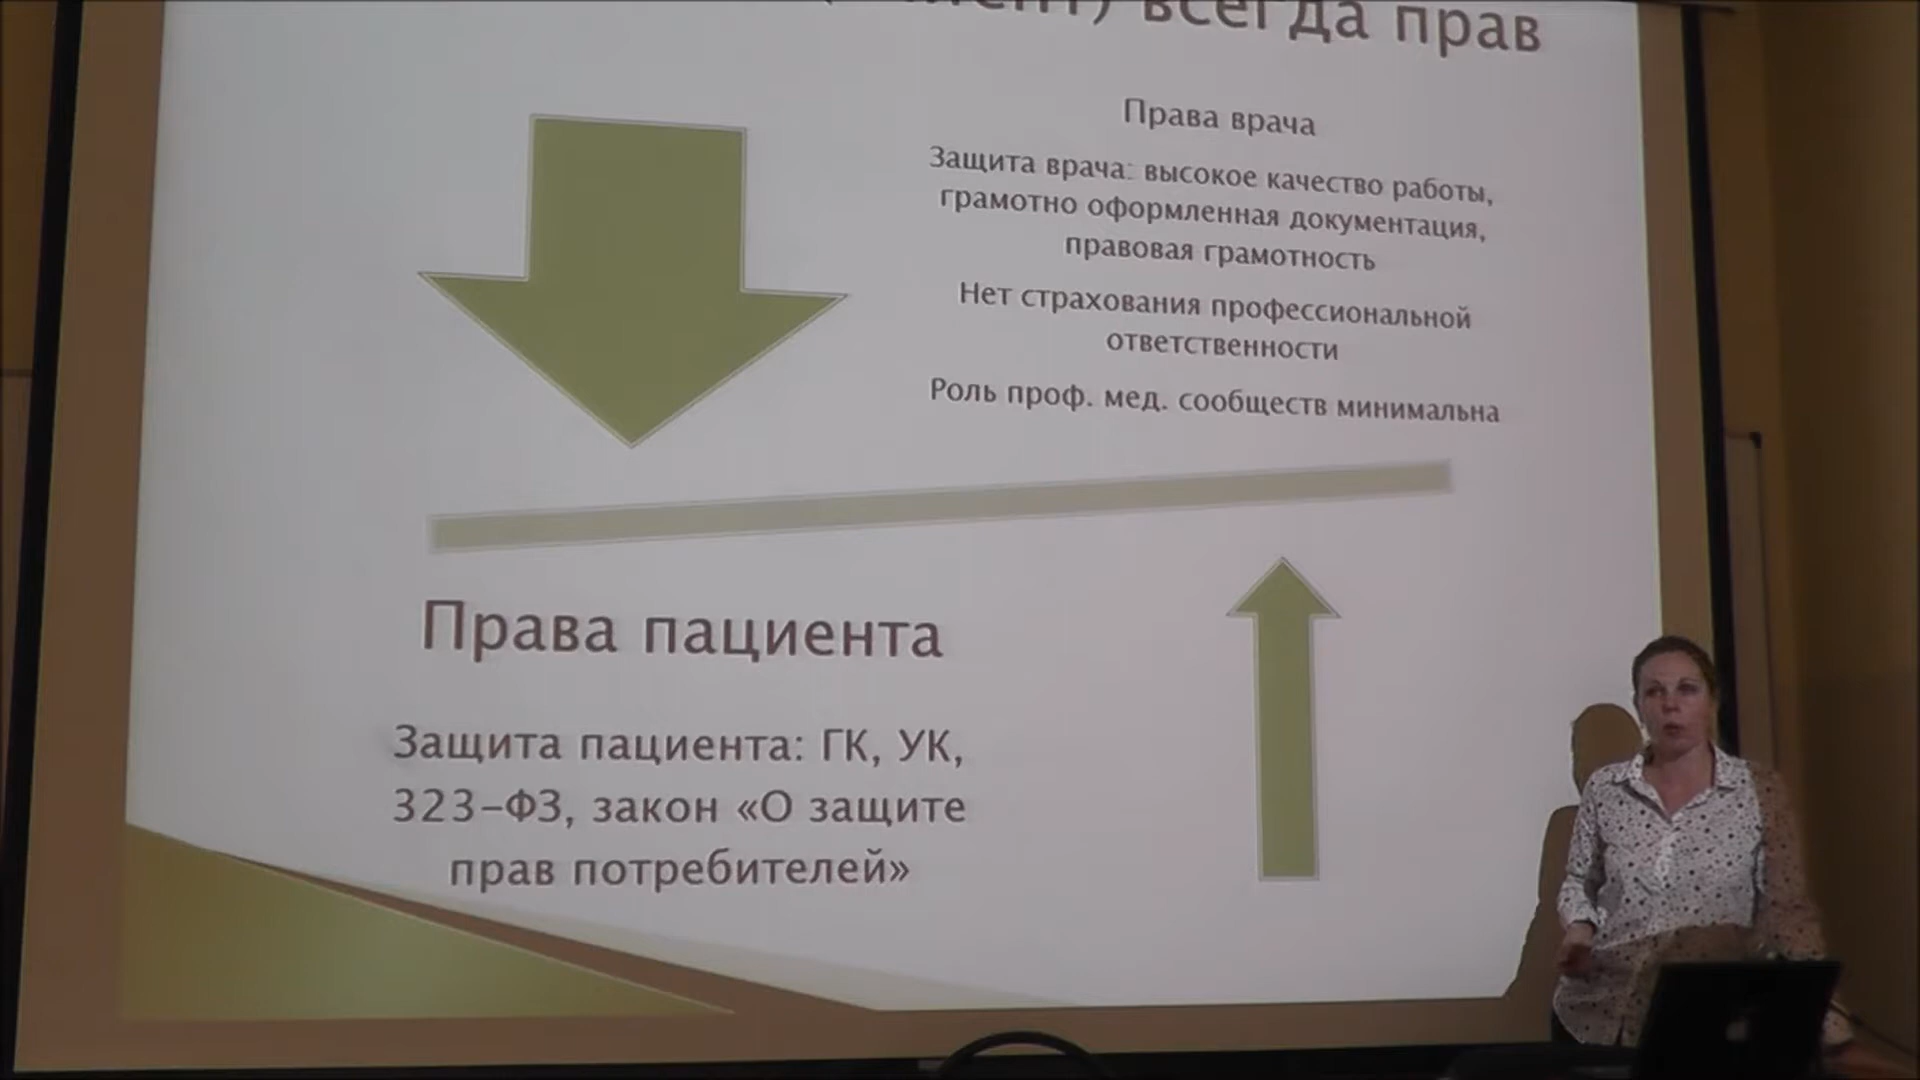 всегда прав
Права врача
Защита врача: высокое качество работы,
грамотно оформленная документация,
правовая грамотность
Нет страхования профессиональной
ответственности
Роль проф. мед. сообществ минимальна
Права пациента
Защита пациента: ГК, УК,
323-ФЗ, закон «О защите
прав потребителей»